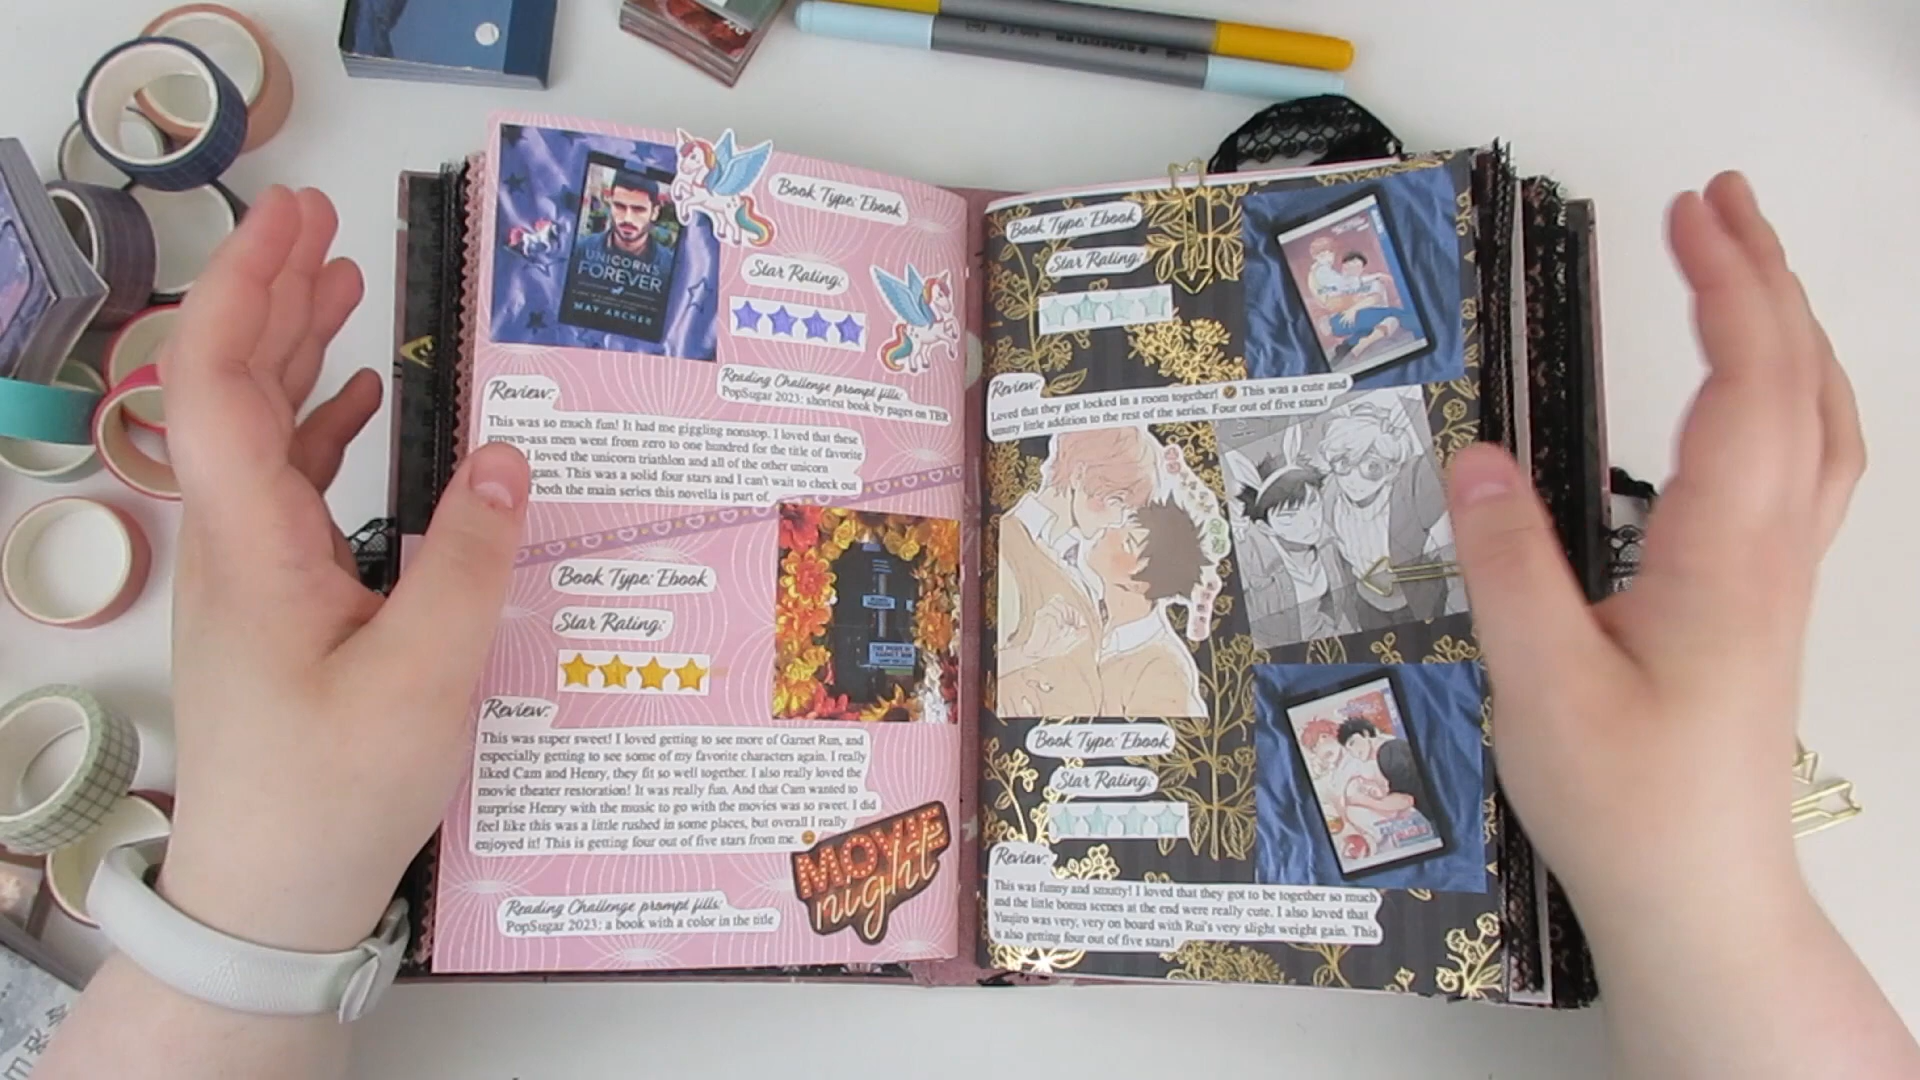 STAEDTLER
UNICORNS
FOREVER
MAY ARCHER
Book Type: Ebook
Star Rating:
Reading Challenge prompt fills:
PopSugar 2023: shortest book by pages on TBR
Review:
This was so much fun! It had me giggling nonstop. I loved that these
grown-ass men went from zero to one hundred for the title of favorite
I loved the unicorn triathlon and all of the other unicorn
This was a solid four stars and I can't wait to check out
both the main series this novella is part of.
Book Type: Ebook
Star Rating:
Review:
This was super sweet! I loved getting to see more of Garnet Run, and
especially getting to see some of my favorite characters again. I really
liked Cam and Henry, they fit so well together. I also really loved the
movie theater restoration! It was really fun. And that Cam wanted to
surprise Henry with the music to go with the movies was so sweet. I did
feel like this was a little rushed in some places, but overall I really
enjoyed it! This is getting four out of five stars from me.
MOVIE
night
Reading Challenge prompt fills:
PopSugar 2023: a book with a color in the title
Book Type: Ebook
Star Rating:
Review:
Loved that they got locked in a room together! This was a cute and
smutty little addition to the rest of the series. Four out of five stars!
Book Type: Ebook
Star Rating:
Review:
This was funny and smutty! I loved that they got to be together so much
and the little bonus scenes at the end were really cute. I also loved that
Yuujiro was very, very on board with Rui's very slight weight gain. This
is also getting four out of five stars!